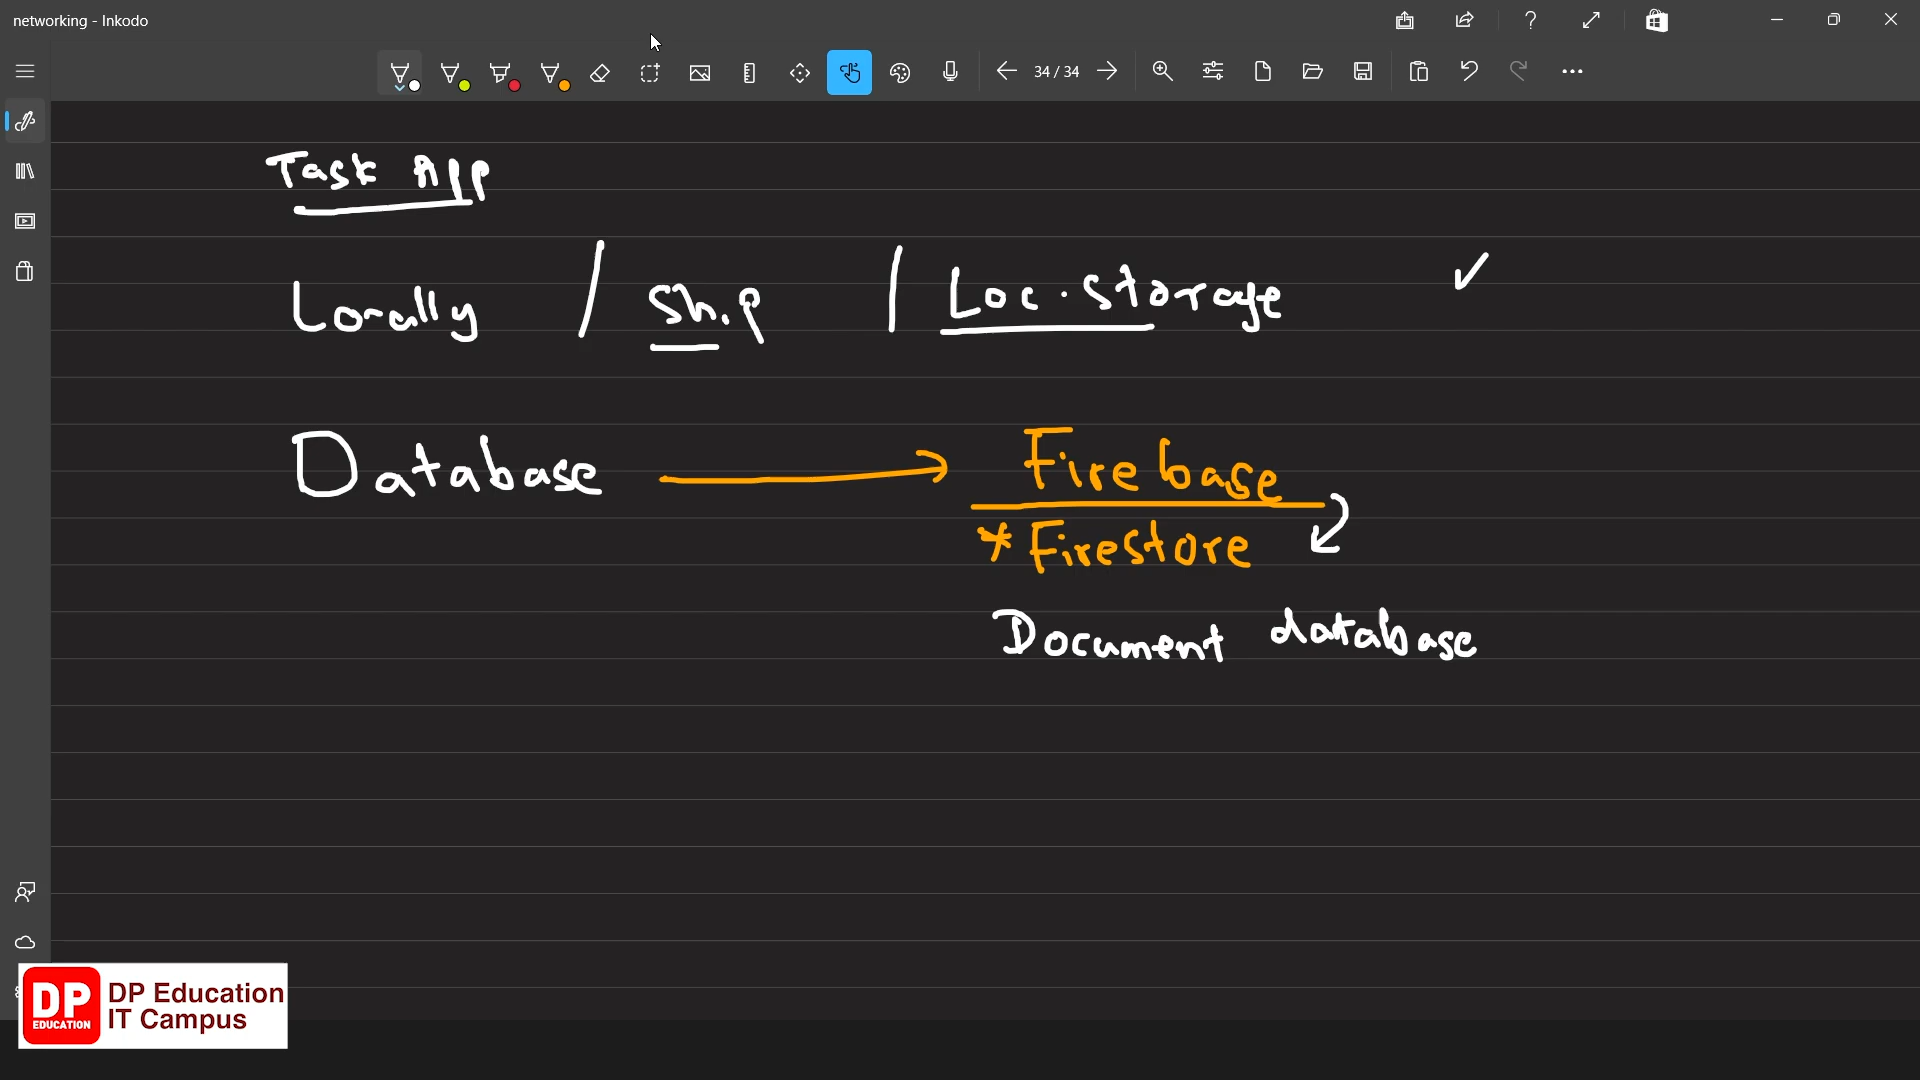 networking - Inkodo
34 / 34
Task App
Locally / Ship | Loc. Storage ✓
Database → Firebase
* Firestore
Document database
DP EDUCATION
DP Education
IT Campus